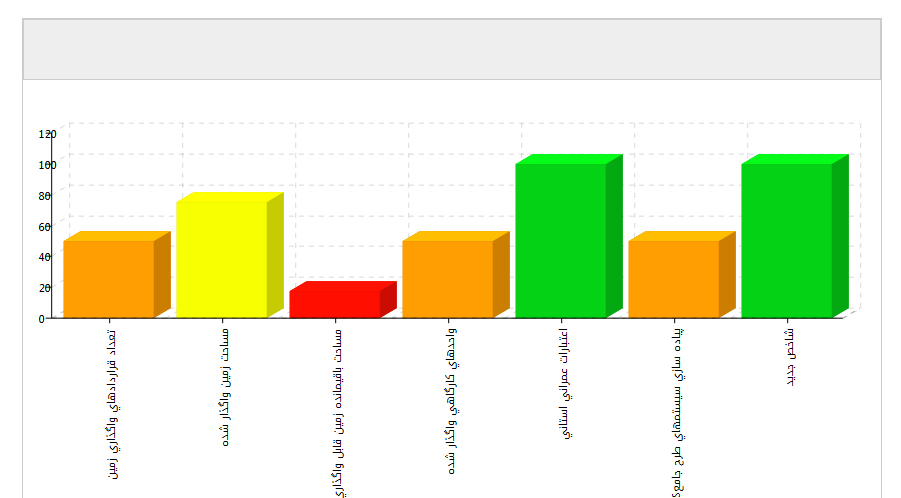 120
100
80
60
40
20
0
تعداد قراردادهاي واگذاري زمين
مساحت زمين واگذار شده
مساحت باقيمانده زمين قابل واگذاري
واحدهاي كارگاهي واگذار شده
اعتبارات عمراني استاني
پياده سازي سيستمهاي طرح جامع
شاخص جديد